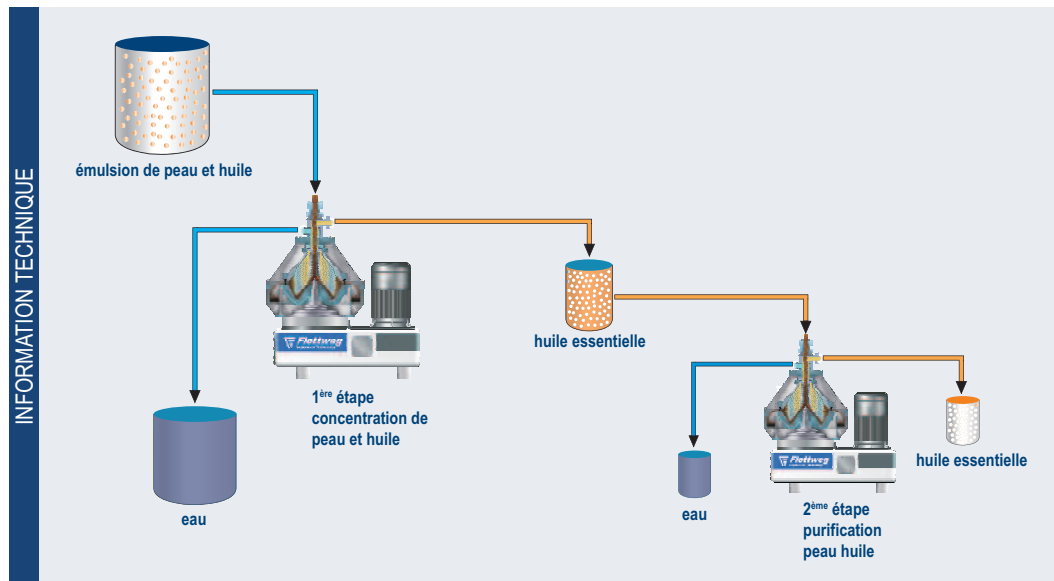 INFORMATION TECHNIQUE
émulsion de peau et huile
Flottweg
1ère étape
concentration de
peau et huile
eau
huile essentielle
Flottweg
2ème étape
purification
peau huile
eau
huile essentielle